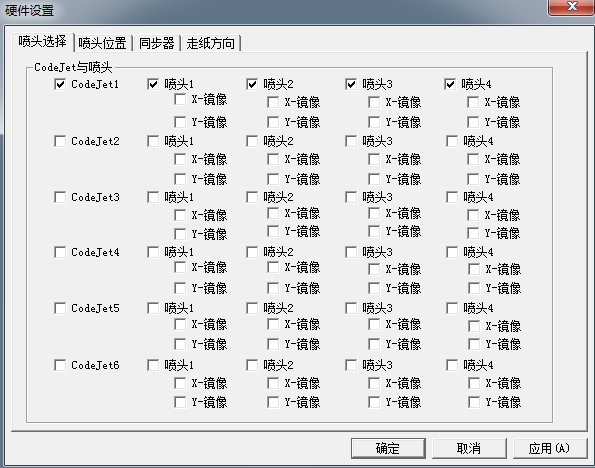 硬件设置
喷头选择 喷头位置 同步器 走纸方向
CodeJet与喷头
CodeJet1 喷头1 喷头2 喷头3 喷头4
X-镜像 X-镜像 X-镜像 X-镜像
Y-镜像 Y-镜像 Y-镜像 Y-镜像
CodeJet2 喷头1 喷头2 喷头3 喷头4
X-镜像 X-镜像 X-镜像 X-镜像
Y-镜像 Y-镜像 Y-镜像 Y-镜像
CodeJet3 喷头1 喷头2 喷头3 喷头4
X-镜像 X-镜像 X-镜像 X-镜像
Y-镜像 Y-镜像 Y-镜像 Y-镜像
CodeJet4 喷头1 喷头2 喷头3 喷头4
X-镜像 X-镜像 X-镜像 X-镜像
Y-镜像 Y-镜像 Y-镜像 Y-镜像
CodeJet5 喷头1 喷头2 喷头3 喷头4
X-镜像 X-镜像 X-镜像 X-镜像
Y-镜像 Y-镜像 Y-镜像 Y-镜像
CodeJet6 喷头1 喷头2 喷头3 喷头4
X-镜像 X-镜像 X-镜像 X-镜像
Y-镜像 Y-镜像 Y-镜像 Y-镜像
确定 取消 应用(A)